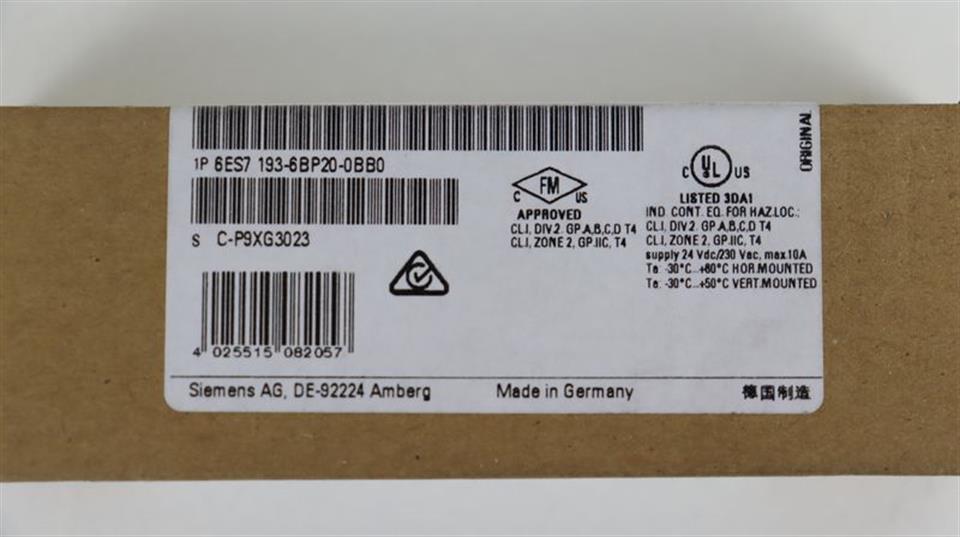 1P 6ES7 193-6BP20-0BB0
S C-P9XG3023
4 025515 082057
C FM US
APPROVED
CL.I, DIV.2. GP.A,B,C,D T4
CL.I, ZONE 2, GP.IIC, T4
C UL US
LISTED 3DA1
IND. CONT. EQ. FOR HAZ.LOC.:
CL.I, DIV.2. GP.A,B,C,D T4
CL.I, ZONE 2, GP.IIC, T4
supply 24 Vdc/230 Vac, max.10A
Ta: -30°C...+60°C HOR.MOUNTED
Ta: -30°C...+50°C VERT.MOUNTED
ORIGINAL
Siemens AG, DE-92224 Amberg
Made in Germany
德国制造